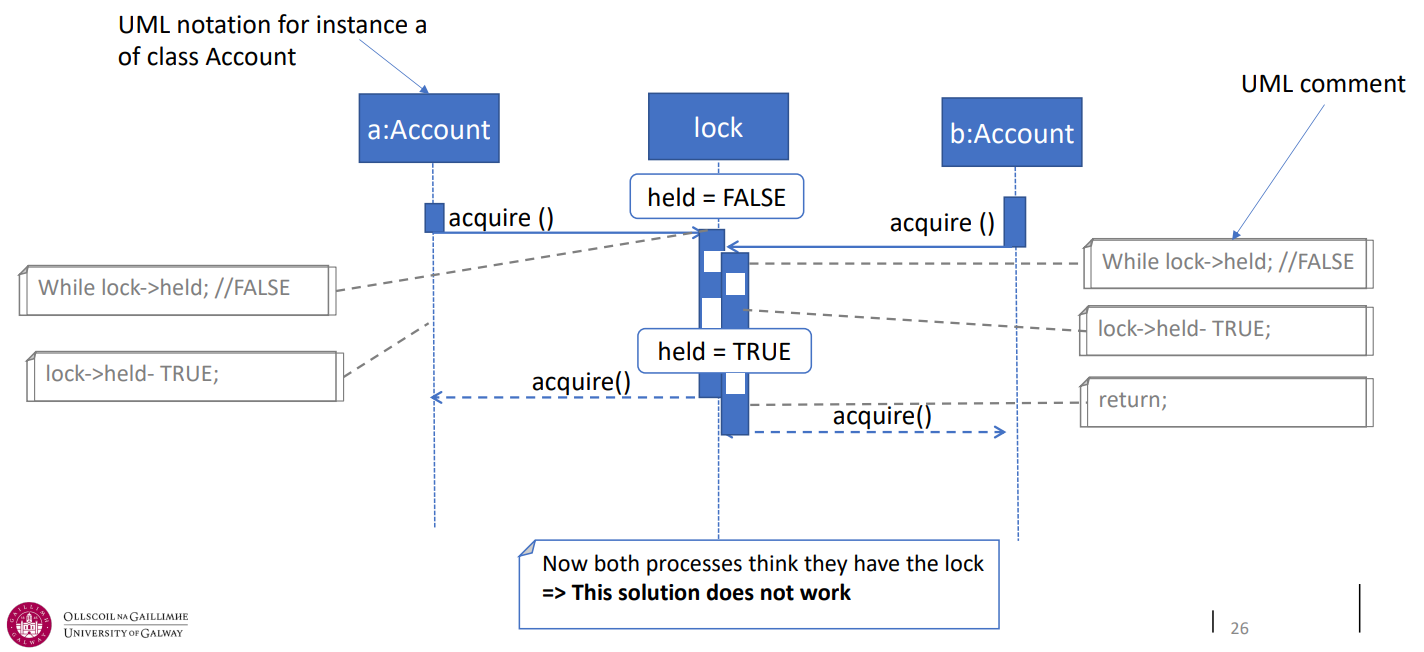 UML notation for instance a
of class Account
UML comment
a:Account
lock
b:Account
held = FALSE
acquire ()
acquire ()
While lock->held; //FALSE
While lock->held; //FALSE
lock->held- TRUE;
held = TRUE
lock->held- TRUE;
acquire()
return;
acquire()
Now both processes think they have the lock
=> This solution does not work
OLLSCOIL NA GAILLIMHE
UNIVERSITY OF GALWAY
26